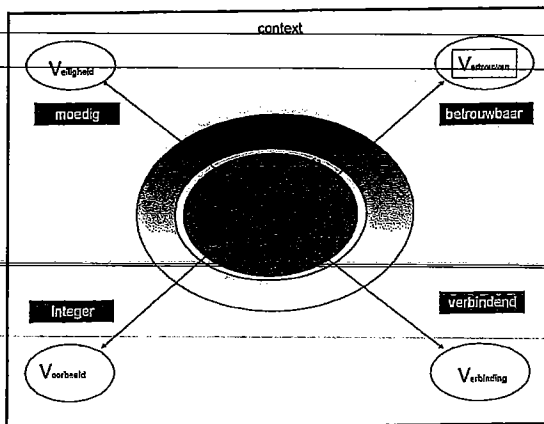 context
Veiligheid
Vertrouwen
moedig
betrouwbaar
Integer
verbindend
Voorbeeld
Verbinding